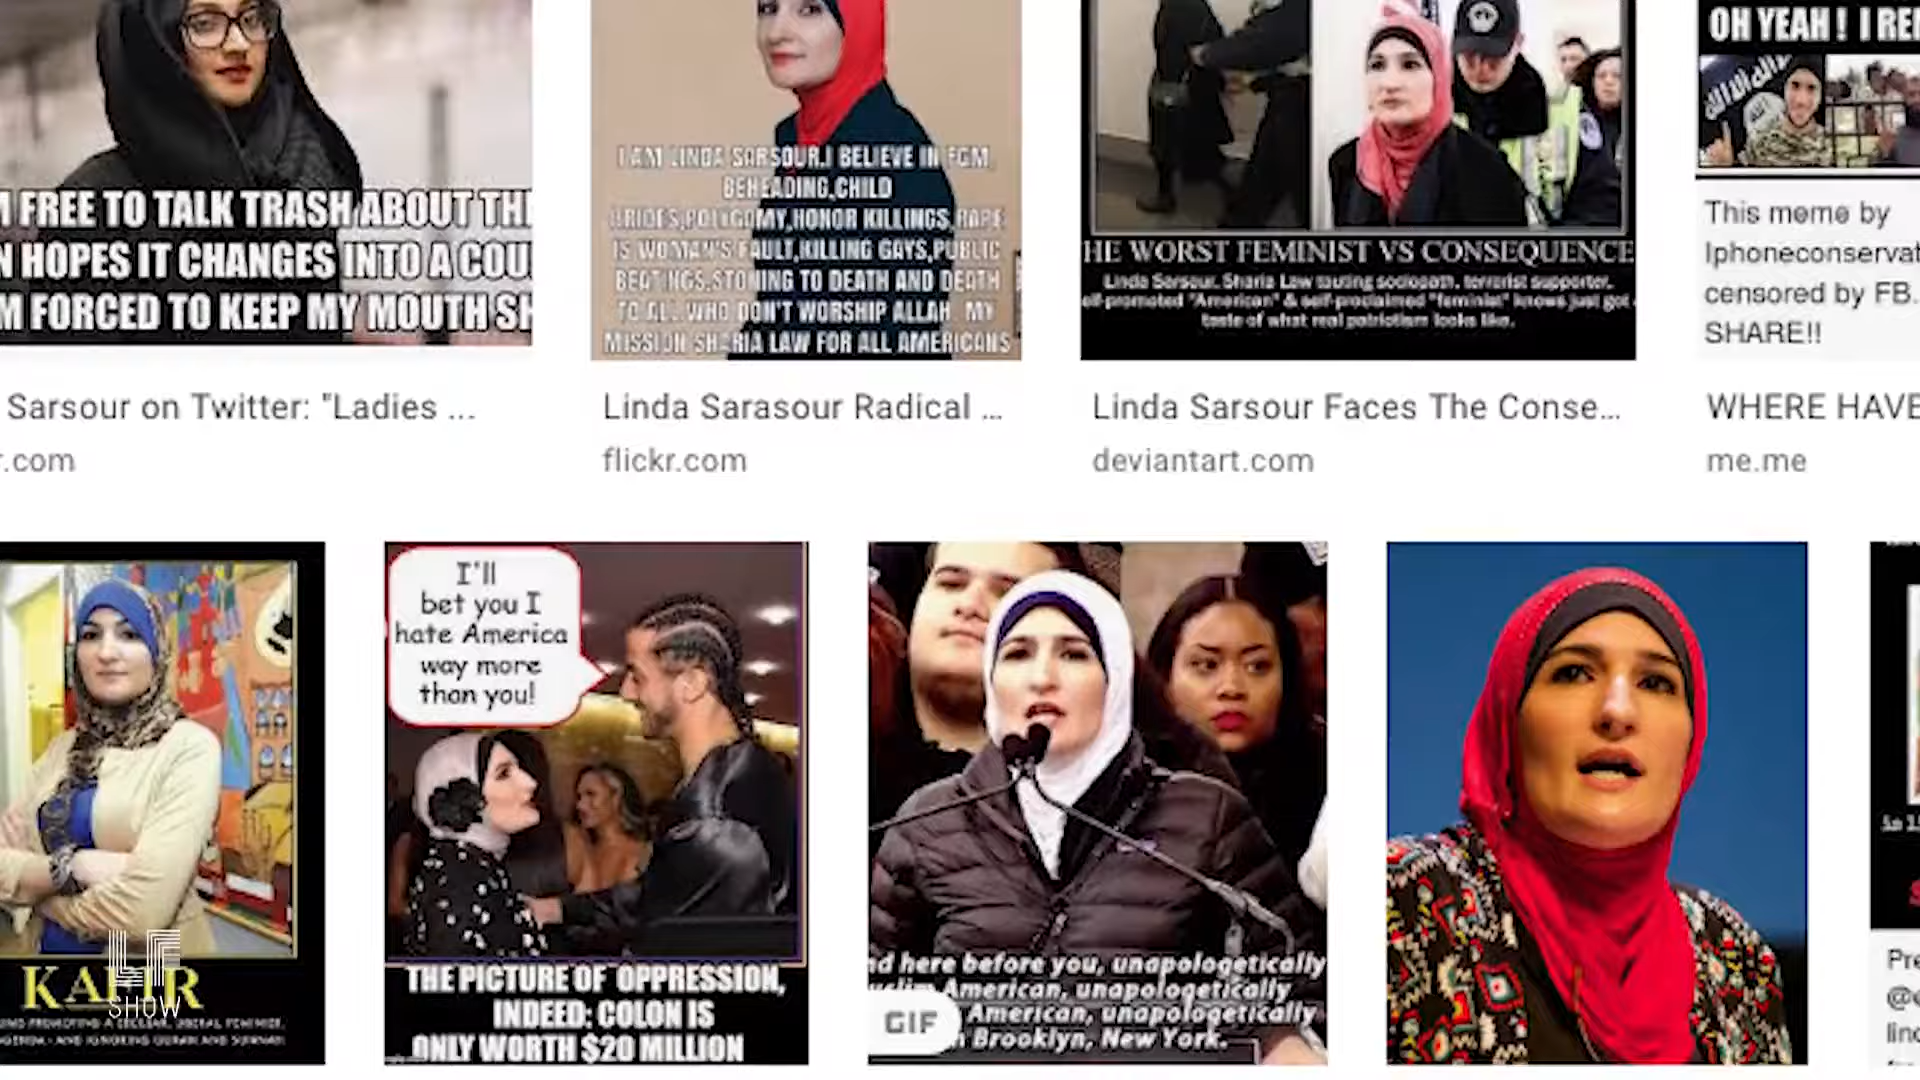 M FREE TO TALK TRASH ABOUT THE
N HOPES IT CHANGES INTO A COU
M FORCED TO KEEP MY MOUTH SH
Sarsour on Twitter: "Ladies ...
r.com
I AM LINDA SARSOUR.I BELIEVE IN FGM,
BEHEADING,CHILD
BRIDES,POLYGAMY,HONOR KILLINGS,RAPE
IS WOMAN'S FAULT,KILLING GAYS,PUBLIC
BEATINGS,STONING TO DEATH AND DEATH
TO ALL WHO DON'T WORSHIP ALLAH. MY
MISSION SHARIA LAW FOR ALL AMERICANS
Linda Sarasour Radical ...
flickr.com
HE WORST FEMINIST VS CONSEQUENCE
Linda Sarsour. Sharia Law touting sociopath, terrorist supporter,
elf-promoted "American" & self-proclaimed "feminist" knows just got
taste of what real patriotism looks like.
Linda Sarsour Faces The Conse...
deviantart.com
OH YEAH! I RE
This meme by
Iphoneconservat
censored by FB.
SHARE!!
WHERE HAVE
me.me
KAFIR
LF
SHOW
I'll
bet you I
hate America
way more
than you!
THE PICTURE OF OPPRESSION,
INDEED: COLON IS
ONLY WORTH $20 MILLION
nd here before you, unapologetically
American, unapologetically
American, unapologetically
Brooklyn, New York.
GIF
Pre
@
lin